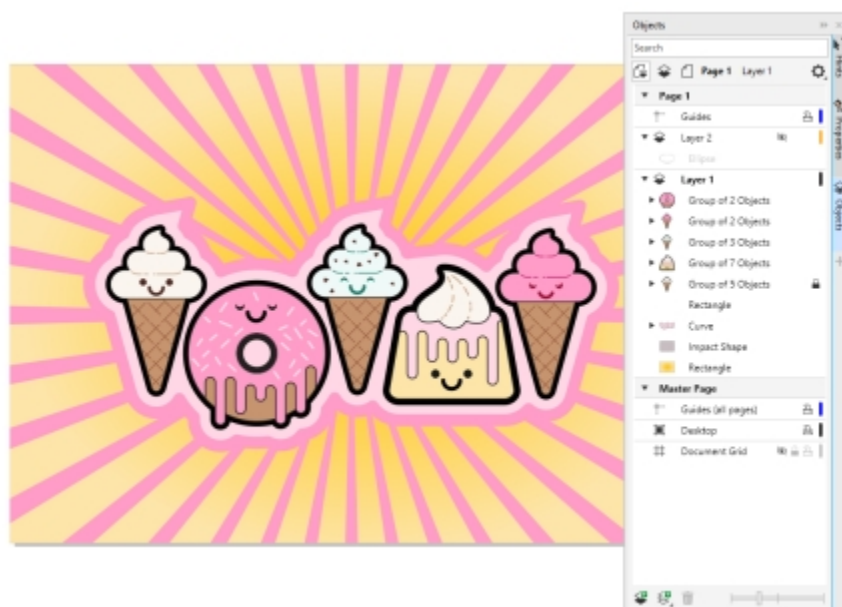 Objects
Search
Page 1 Layer 1
Page 1
Guides
Layer 2
Ellipse
Layer 1
Group of 2 Objects
Group of 2 Objects
Group of 3 Objects
Group of 7 Objects
Group of 5 Objects
Rectangle
Curve
Impact Shape
Rectangle
Master Page
Guides (all pages)
Desktop
Document Grid
Properties
Objects